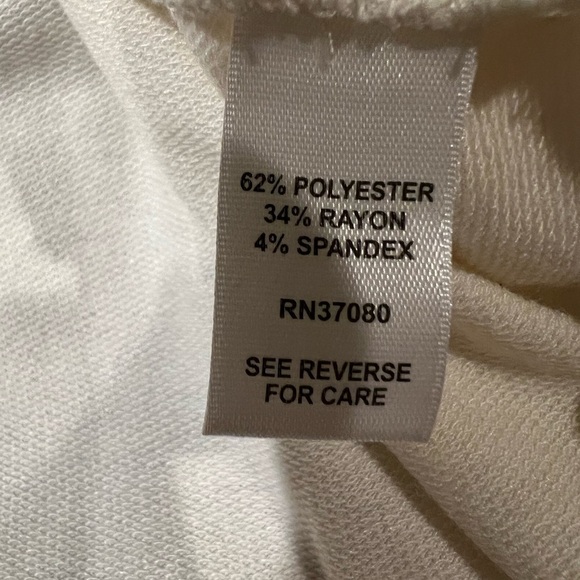 62% POLYESTER
34% RAYON
4% SPANDEX
RN37080
SEE REVERSE
FOR CARE